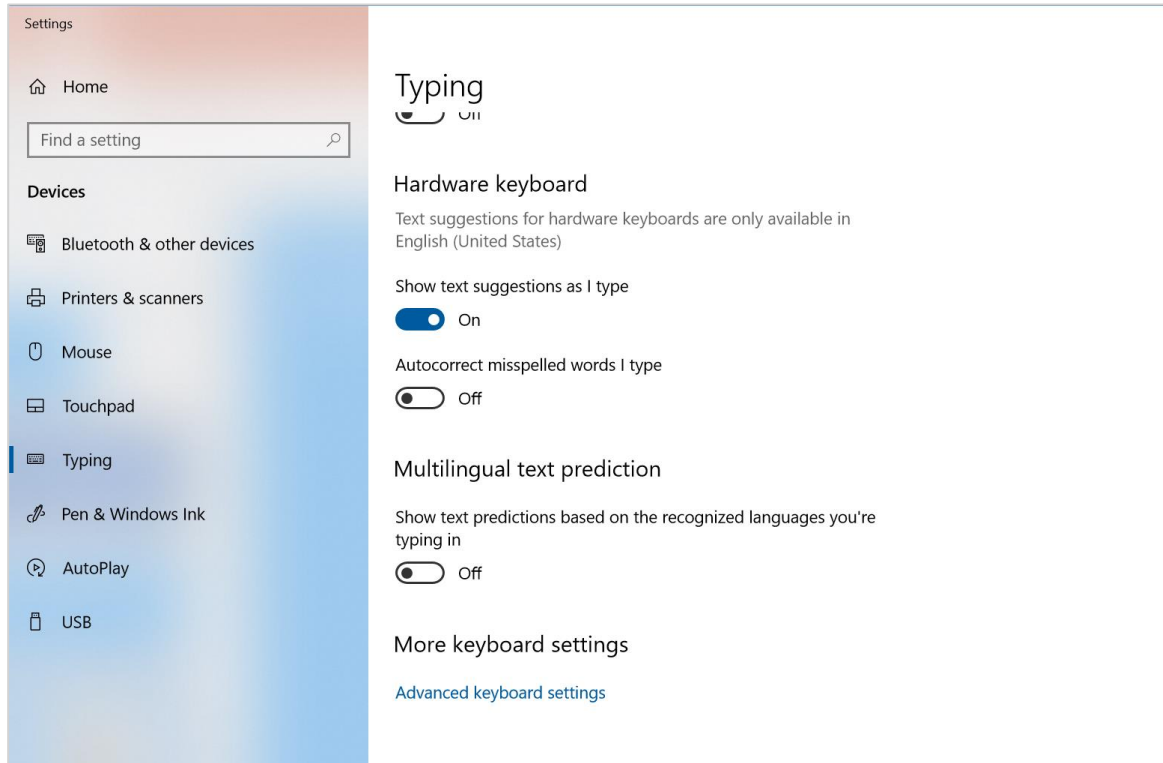 Settings
Home
Find a setting
Devices
Bluetooth & other devices
Printers & scanners
Mouse
Touchpad
Typing
Pen & Windows Ink
AutoPlay
USB
Typing
Off
Hardware keyboard
Text suggestions for hardware keyboards are only available in
English (United States)
Show text suggestions as I type
On
Autocorrect misspelled words I type
Off
Multilingual text prediction
Show text predictions based on the recognized languages you're
typing in
Off
More keyboard settings
Advanced keyboard settings